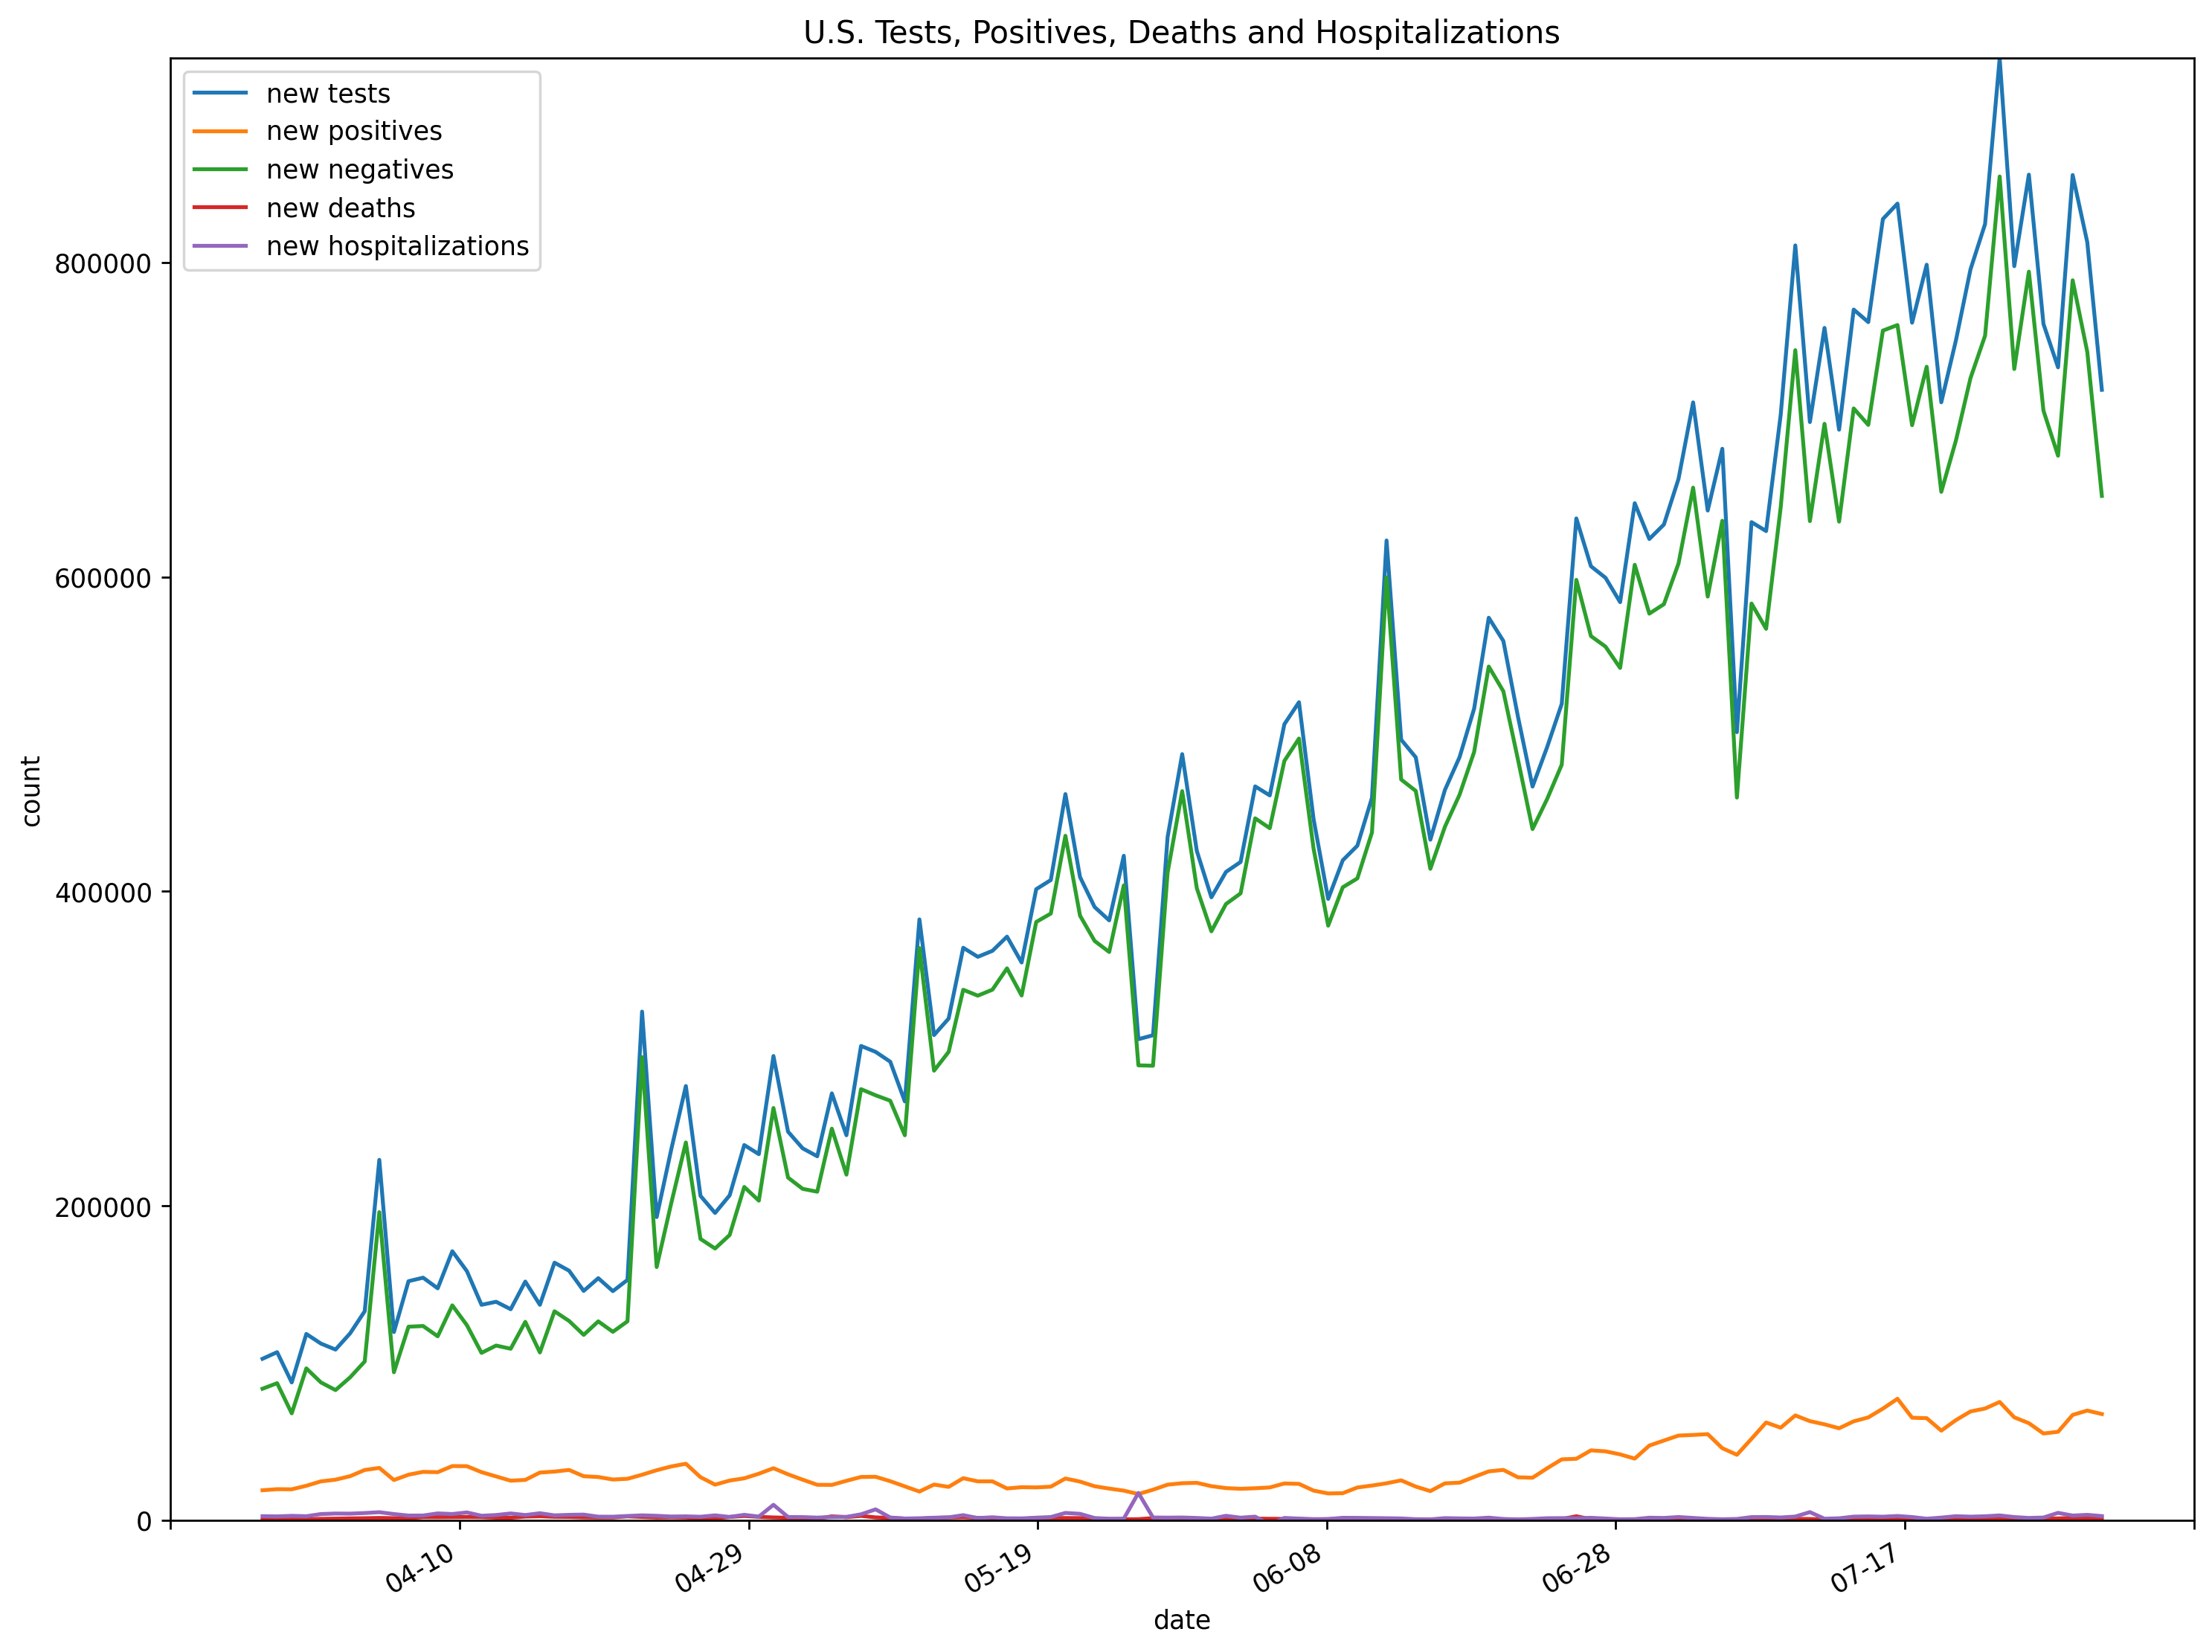 U.S. Tests, Positives, Deaths and Hospitalizations
new tests
new positives
new negatives
new deaths
new hospitalizations
800000
600000
400000
200000
0
count
04-10
04-29
05-19
06-08
06-28
07-17
date